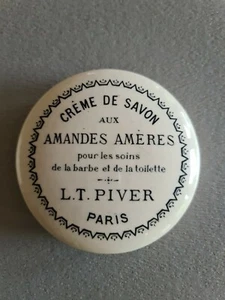 CRÈME DE SAVON
AUX
AMANDES AMÈRES
pour les soins
de la barbe et de la toilette
L.T. PIVER
PARIS